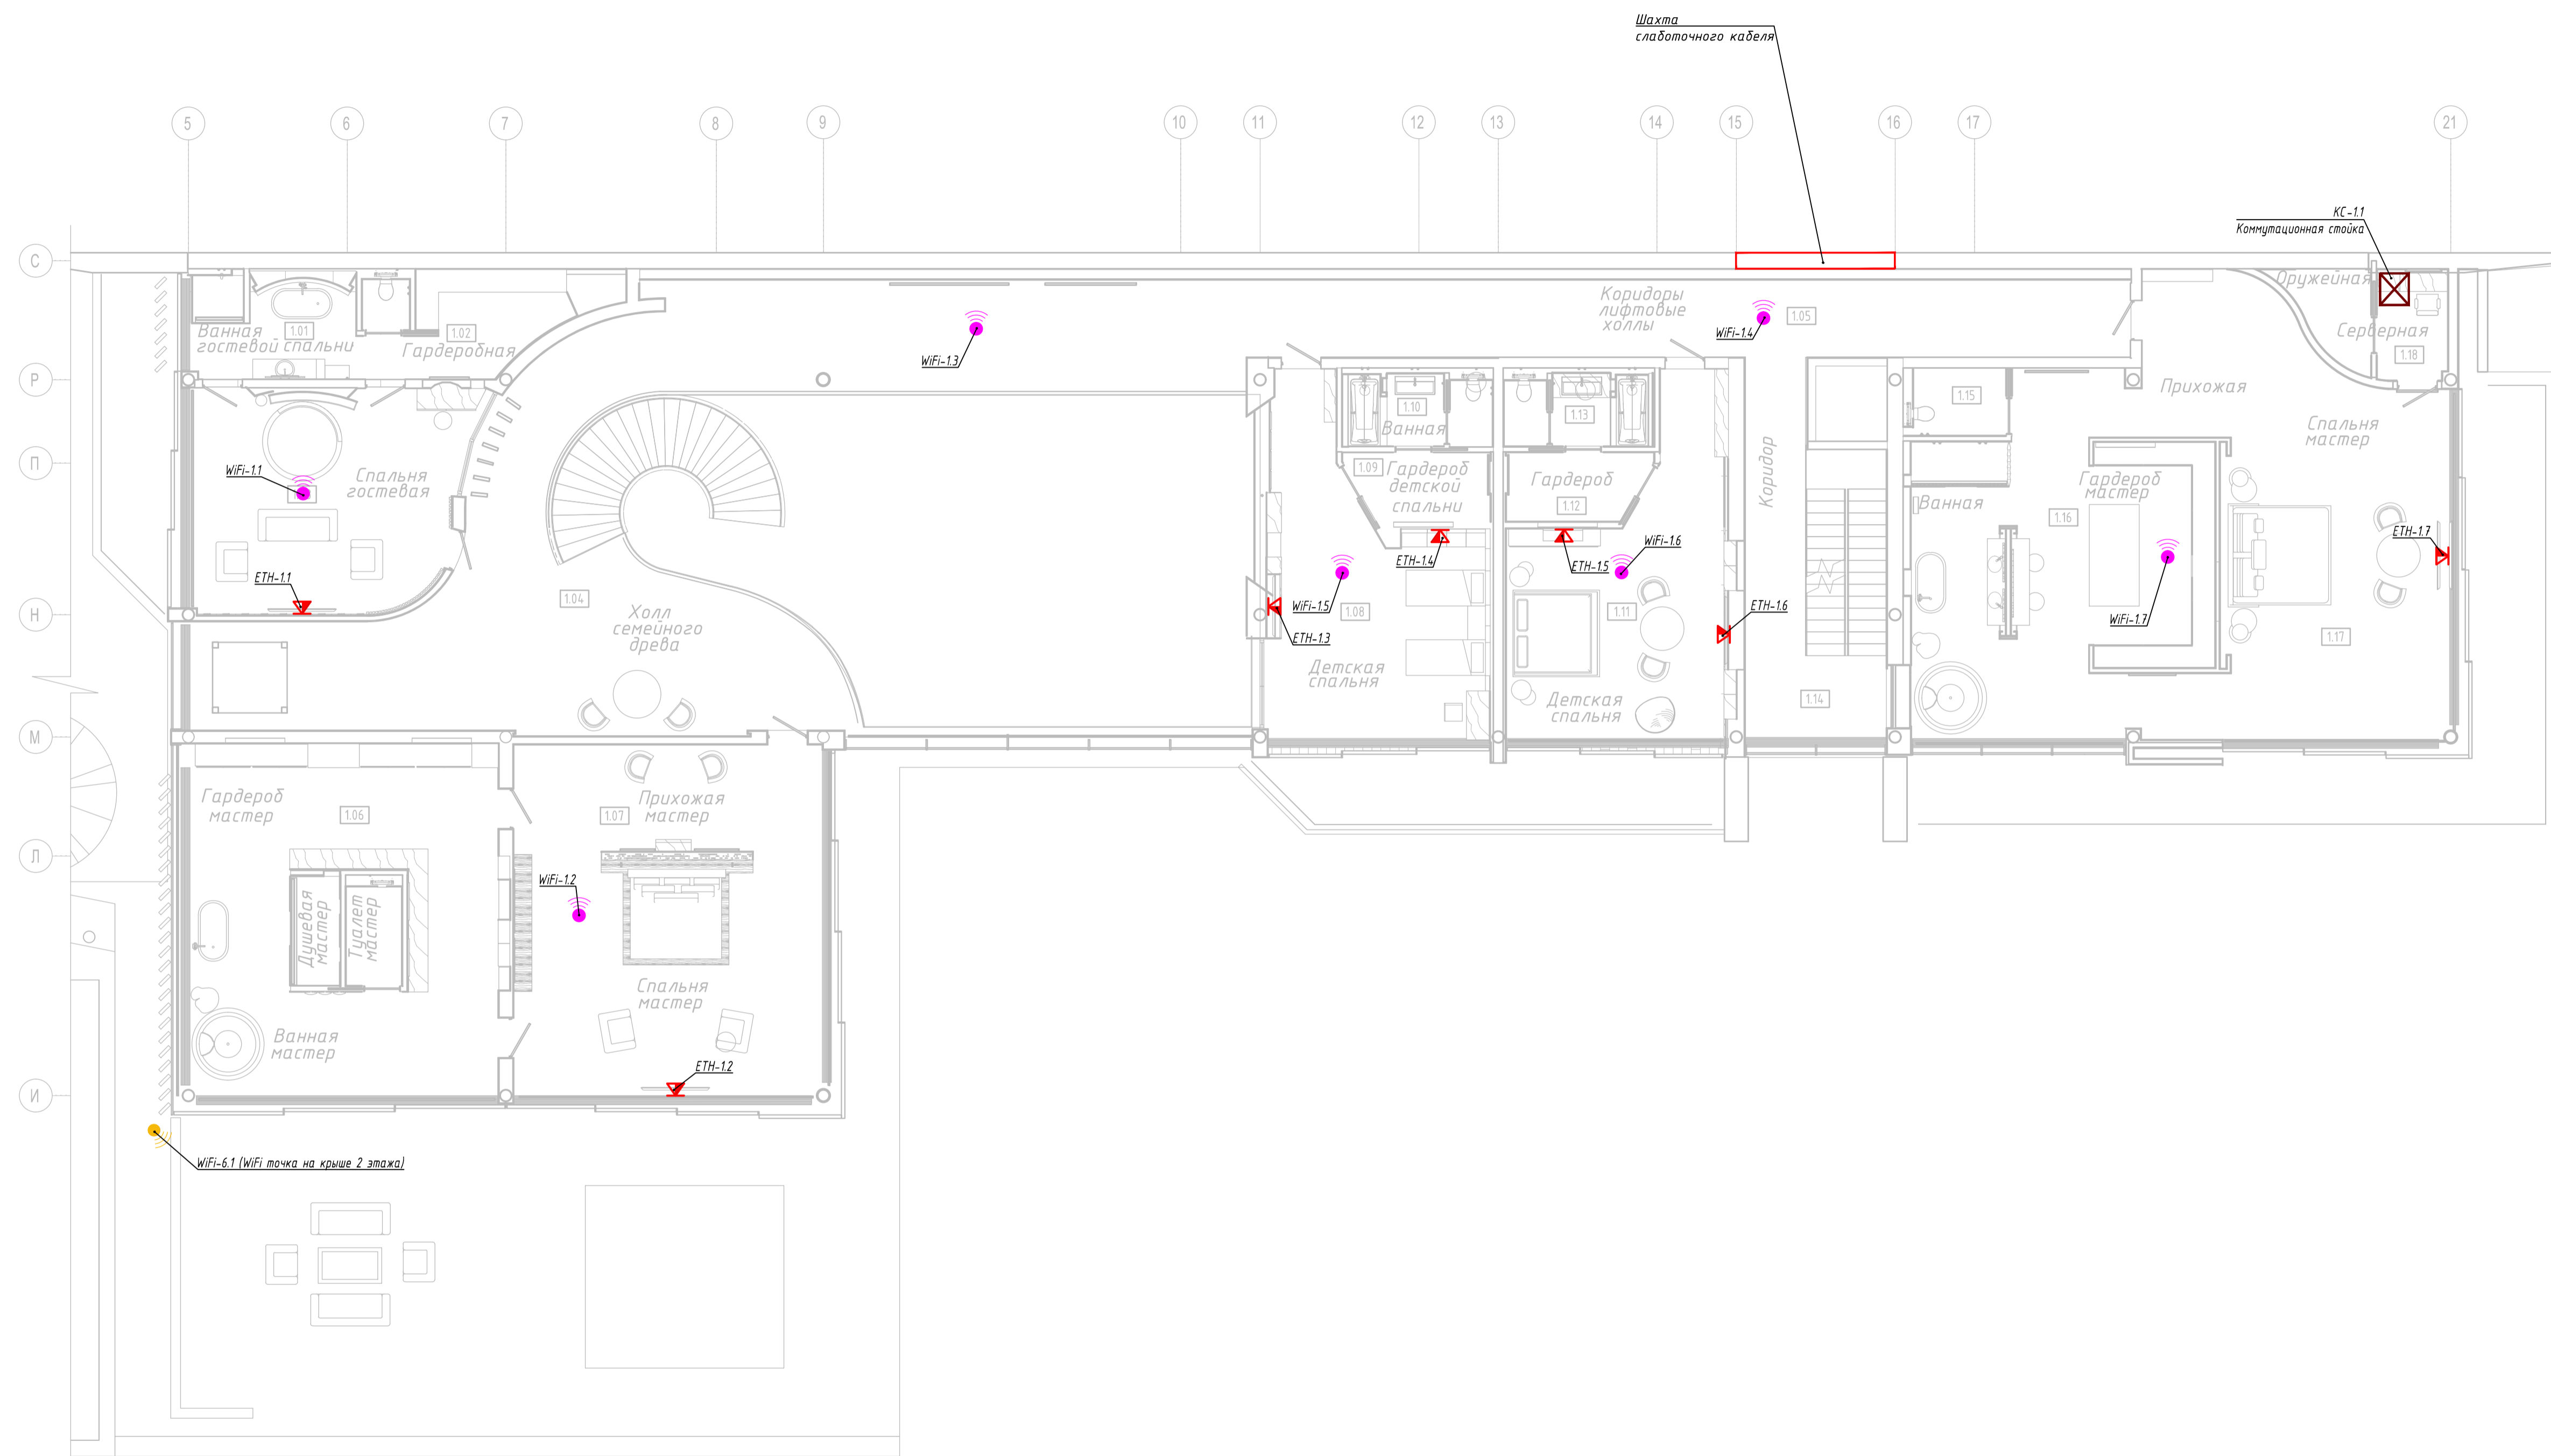 Шахта
слаботочного кабеля
5
6
7
8
9
10
11
12
13
14
15
16
17
21
КС-1.1
Коммутационная стойка
С
Р
П
Н
М
Л
И
Ванная
гостевой спальни
1.01
1.02
Гардеробная
WiFi-1.3
Коридоры
лифтовые
холлы
WiFi-1.4
1.05
Оружейная
Серверная
1.18
Прихожая
Спальня
мастер
WiFi-1.1
Спальня
гостевая
ETH-1.1
1.04
Холл
семейного
древа
1.10
Ванная
1.09
Гардероб
детской
спальни
ETH-1.4
WiFi-1.5
1.08
ETH-1.3
Детская
спальня
1.13
Гардероб
1.12
ETH-1.5
WiFi-1.6
1.11
ETH-1.6
Детская
спальня
Коридор
1.14
1.15
Ванная
1.16
Гардероб
мастер
WiFi-1.7
ETH-1.7
1.17
Гардероб
мастер
1.06
Душевая
мастер
Туалет
мастер
Ванная
мастер
1.07
Прихожая
мастер
WiFi-1.2
Спальня
мастер
ETH-1.2
WiFi-6.1 (WiFi точка на крыше 2 этажа)